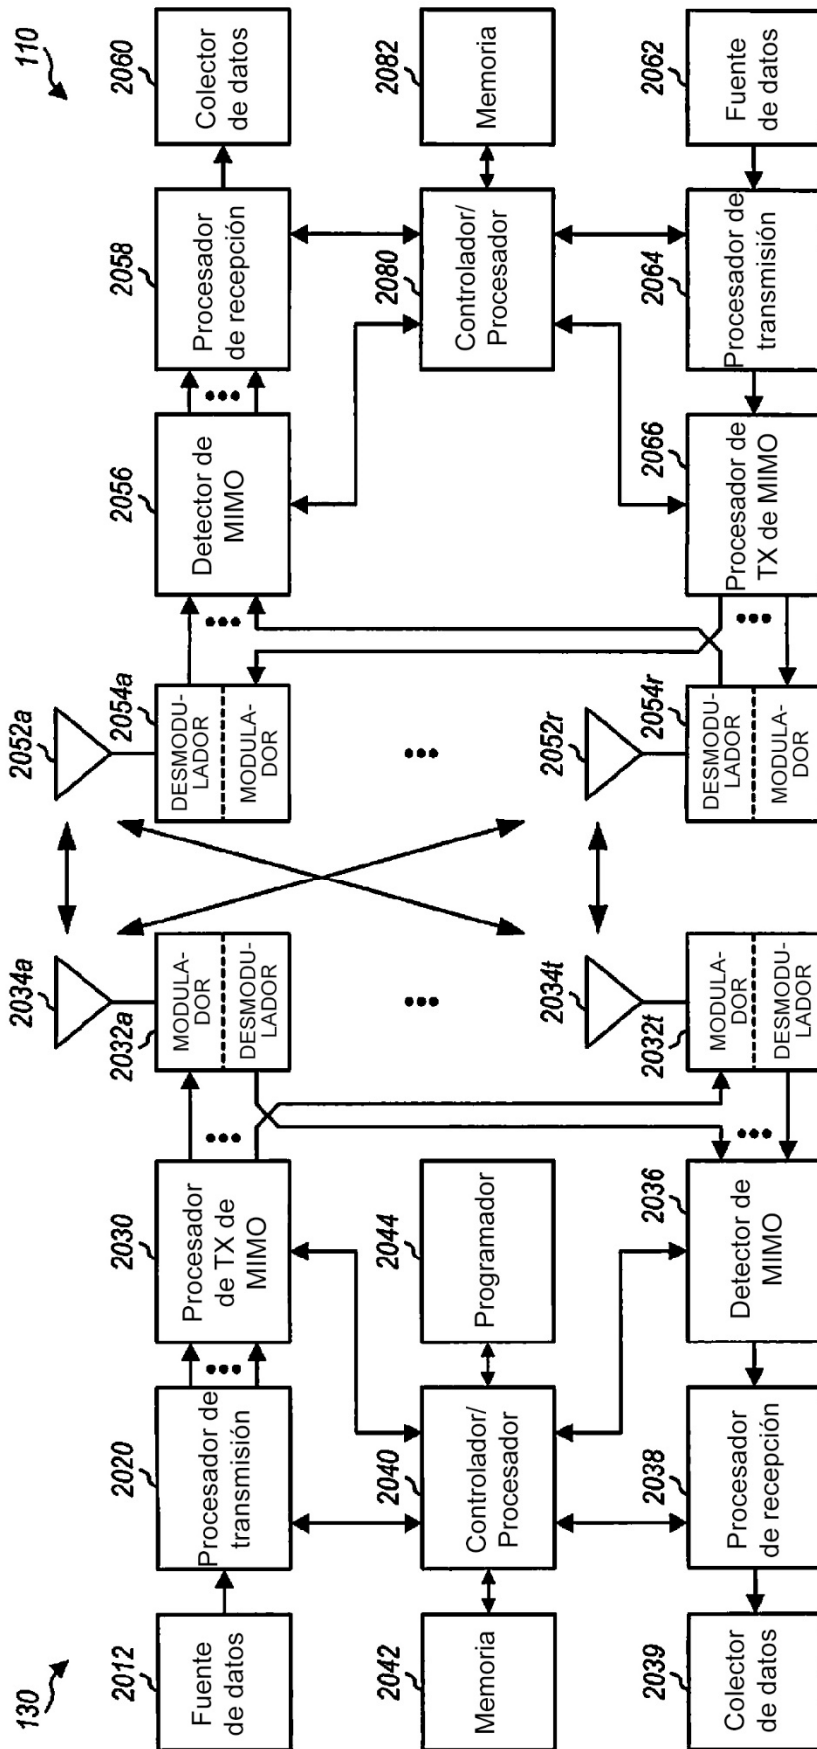 130
110
2012
Fuente
de datos
2020
Procesador de
transmisión
2030
Procesador
de TX de
MIMO
2032a
MODULA-
DOR
DESMODU-
LADOR
2034a
2052a
2054a
DESMODU-
LADOR
MODULA-
DOR
2056
Detector de
MIMO
2058
Procesador
de recepción
2060
Colector
de datos
2042
Memoria
2040
Controlador/
Procesador
2044
Programador
2080
Controlador/
Procesador
2082
Memoria
2039
Colector
de datos
2038
Procesador
de recepción
2036
Detector de
MIMO
2032t
MODULA-
DOR
DESMODU-
LADOR
2034t
2052r
2054r
DESMODU-
LADOR
MODULA-
DOR
2066
Procesador de
TX de MIMO
2064
Procesador de
transmisión
2062
Fuente
de datos